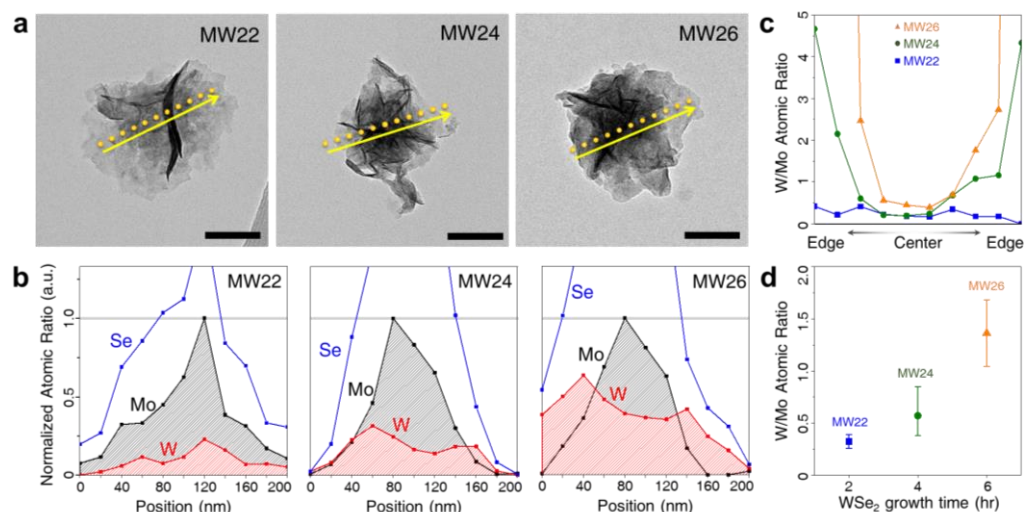 a
MW22
MW24
MW26
b
Normalized Atomic Ratio (a.u.)
1.0
0.5
0
MW22
Se
Mo
W
0 40 80 120 160 200
Position (nm)
MW24
Se
Mo
W
0 40 80 120 160 200
Position (nm)
MW26
Se
Mo
W
0 40 80 120 160 200
Position (nm)
c
W/Mo Atomic Ratio
5
4
3
2
1
0
MW26
MW24
MW22
Edge Center Edge
d
W/Mo Atomic Ratio
2.0
1.5
1.0
0.5
0
MW22
MW24
MW26
2 4 6
WSe₂ growth time (hr)